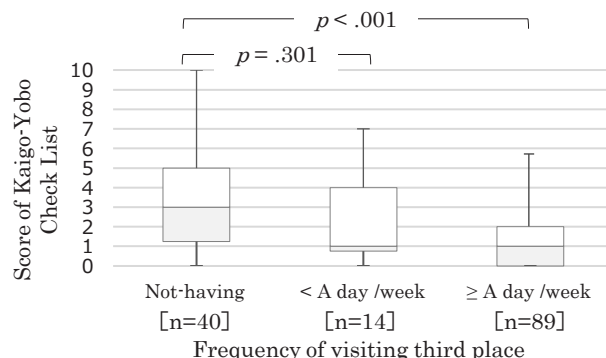 p < .001
p = .301
Score of Kaigo-Yobo
Check List
10
9
8
7
6
5
4
3
2
1
0
Not-having < A day /week ≥ A day /week
[n=40] [n=14] [n=89]
Frequency of visiting third place